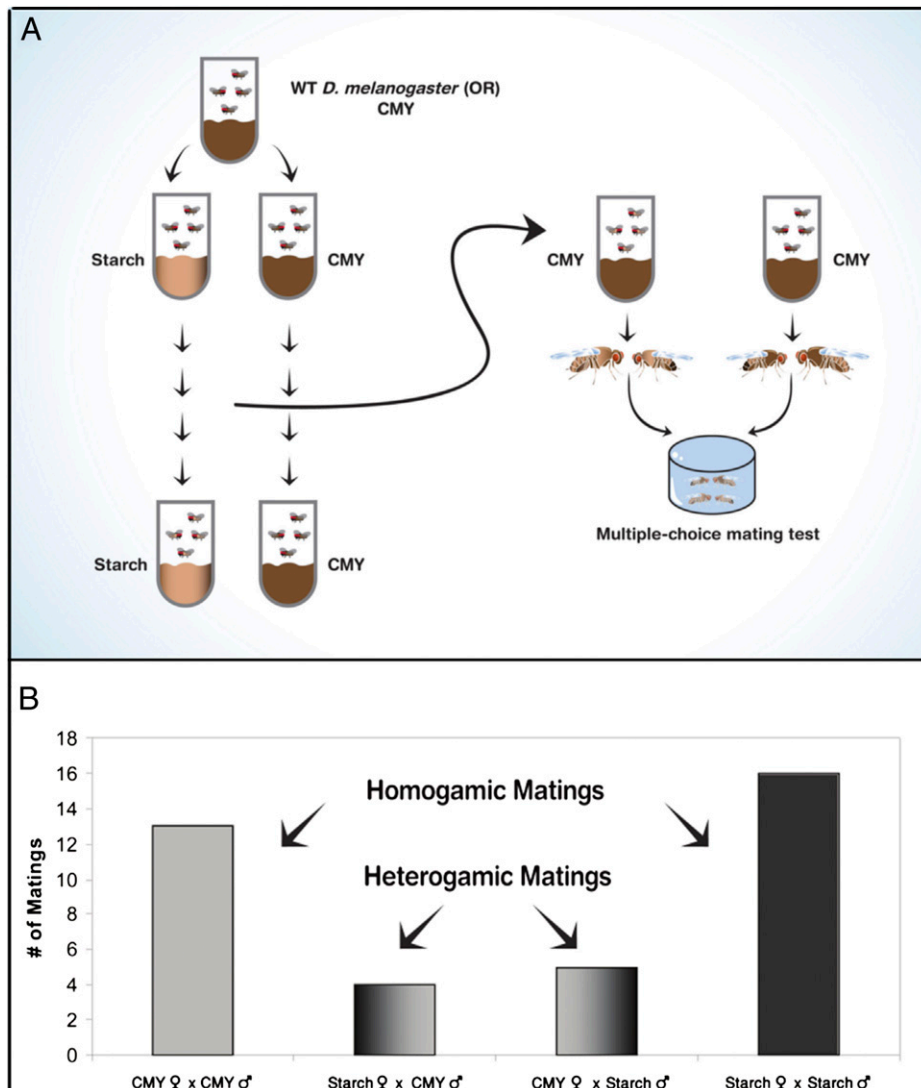 A
WT D. melanogaster (OR)
CMY
Starch
CMY
CMY
CMY
Starch
CMY
Multiple-choice mating test
B
18
16
14
12
10
8
6
4
2
0
# of Matings
Homogamic Matings
Heterogamic Matings
CMY ♀ x CMY ♂
Starch ♀ x CMY ♂
CMY ♀ x Starch ♂
Starch ♀ x Starch ♂